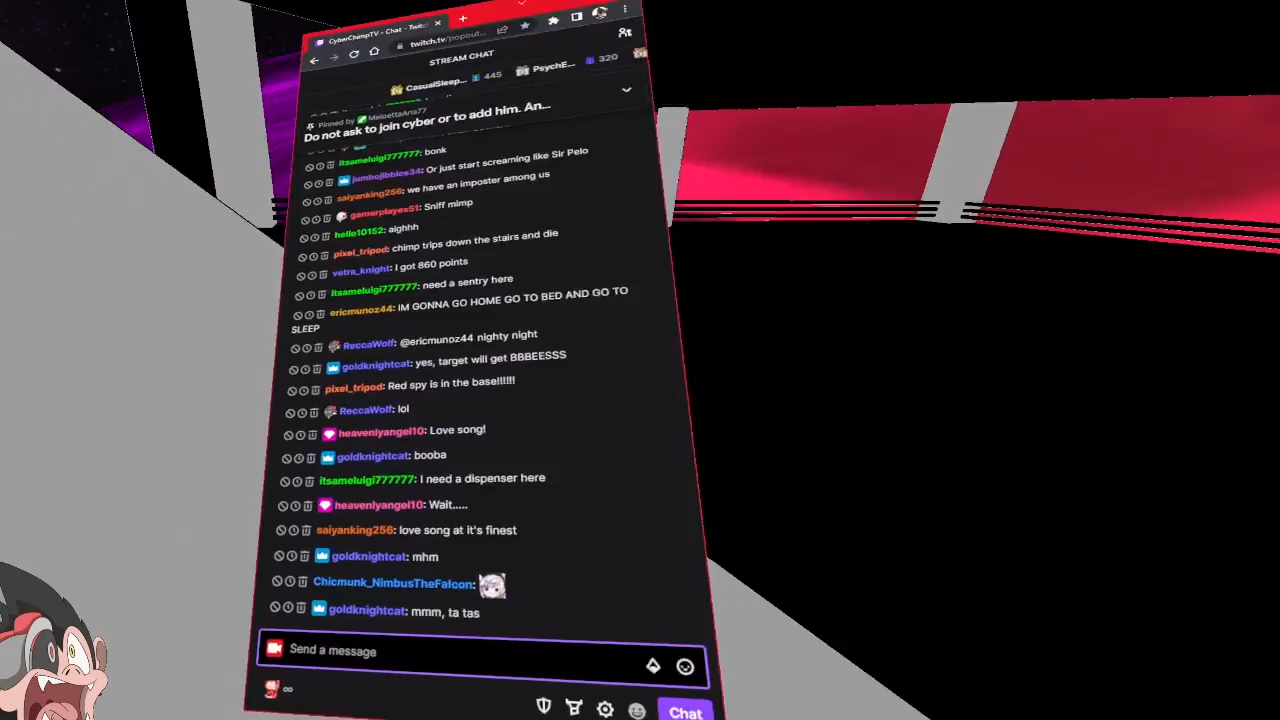 CyberChimpTV - Chat - Twitch
twitch.tv/popout...
STREAM CHAT
CasualSleep... 445 PsychE... 320
Pinned by MeloettaAria77
Do not ask to join cyber or to add him. An...
itsameluigi777777: bonk
jumbojibbles34: Or just start screaming like Sir Pelo
saiyanking256: we have an imposter among us
gamerplayes51: Sniff mimp
hello10152: aighhh
pixel_tripod: chimp trips down the stairs and die
vetra_knight: I got 860 points
itsameluigi777777: need a sentry here
ericmunoz44: IM GONNA GO HOME GO TO BED AND GO TO
SLEEP
ReccaWolf: @ericmunoz44 nighty night
goldknightcat: yes, target will get BBBEESSS
pixel_tripod: Red spy is in the base!!!!!!
ReccaWolf: lol
heavenlyangel10: Love song!
goldknightcat: booba
itsameluigi777777: I need a dispenser here
heavenlyangel10: Wait.....
saiyanking256: love song at it's finest
goldknightcat: mhm
Chicmunk_NimbusTheFalcon:
goldknightcat: mmm, ta tas
Send a message
∞
Chat